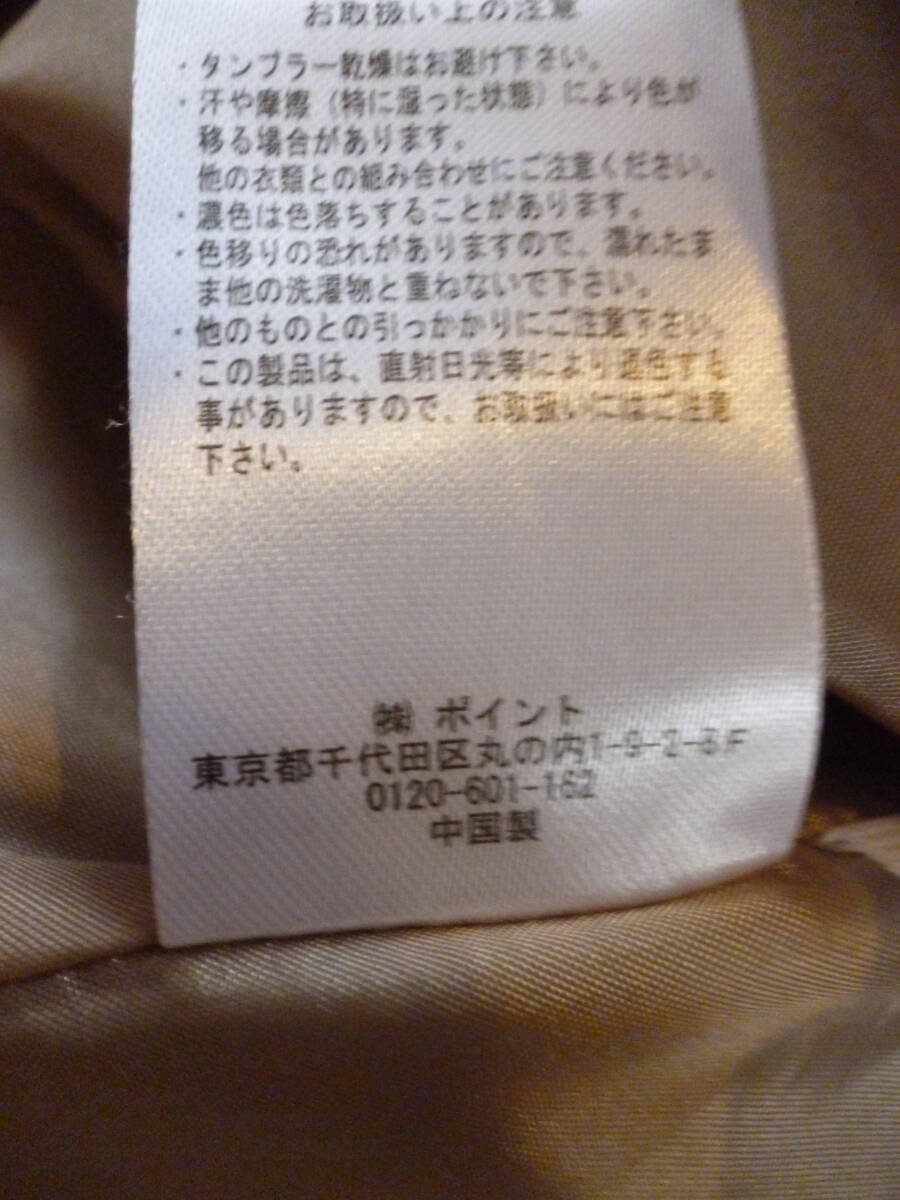 お取扱い上の注意
・タンブラー乾燥はお避け下さい。
・汗や摩擦（特に湿った状態）により色が
移る場合があります。
他の衣類との組み合わせにご注意ください。
・濃色は色落ちすることがあります。
・色移りの恐れがありますので、濡れたま
ま他の洗濯物と重ねないで下さい。
・他のものとの引っかかりにご注意下さい。
・この製品は、直射日光等により退色する
事がありますので、お取扱いにはご注意
下さい。
㈱ ポイント
東京都千代田区丸の内1-9-2-6F
0120-601-162
中国製